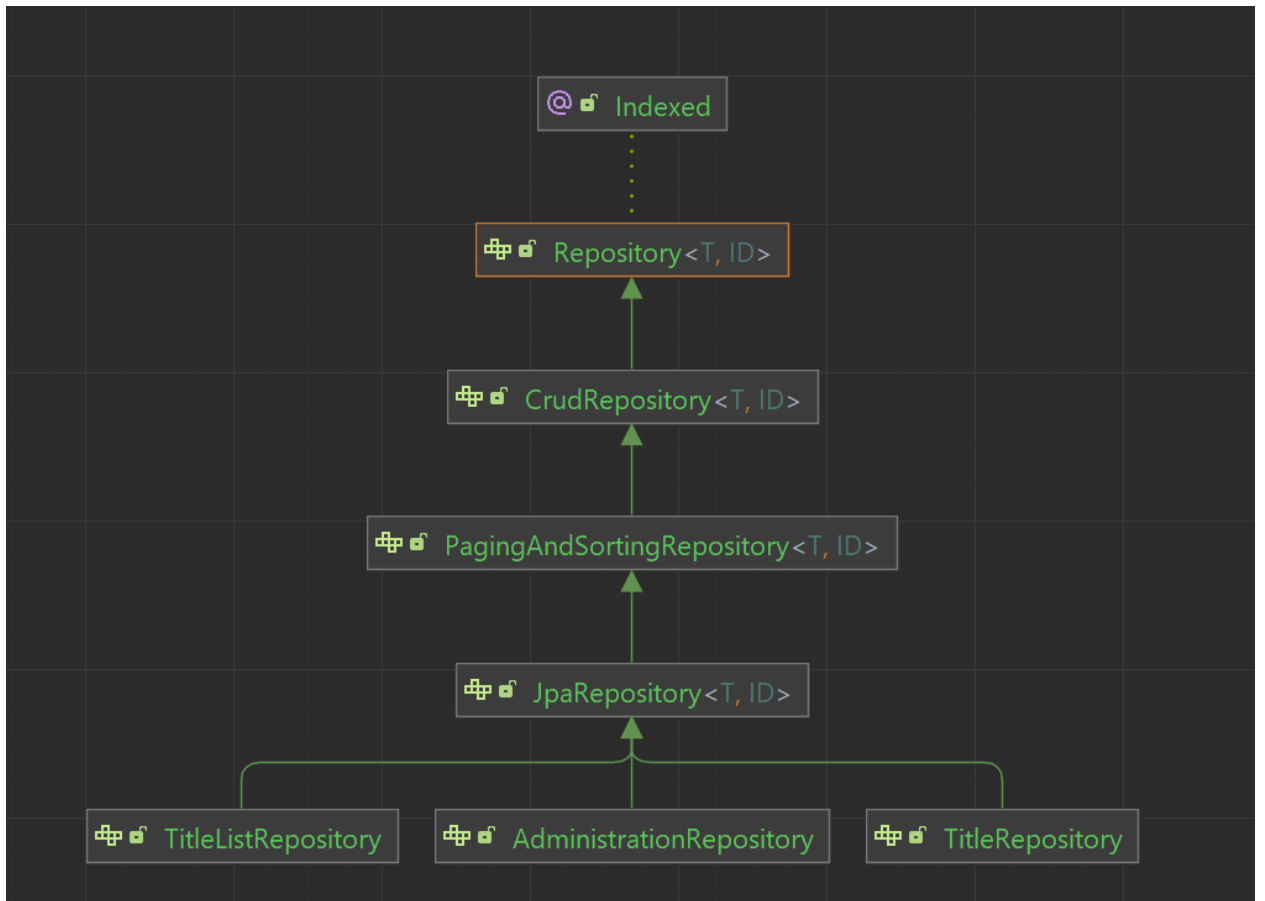 @ Indexed
Repository<T, ID>
CrudRepository<T, ID>
PagingAndSortingRepository<T, ID>
JpaRepository<T, ID>
TitleListRepository
AdministrationRepository
TitleRepository